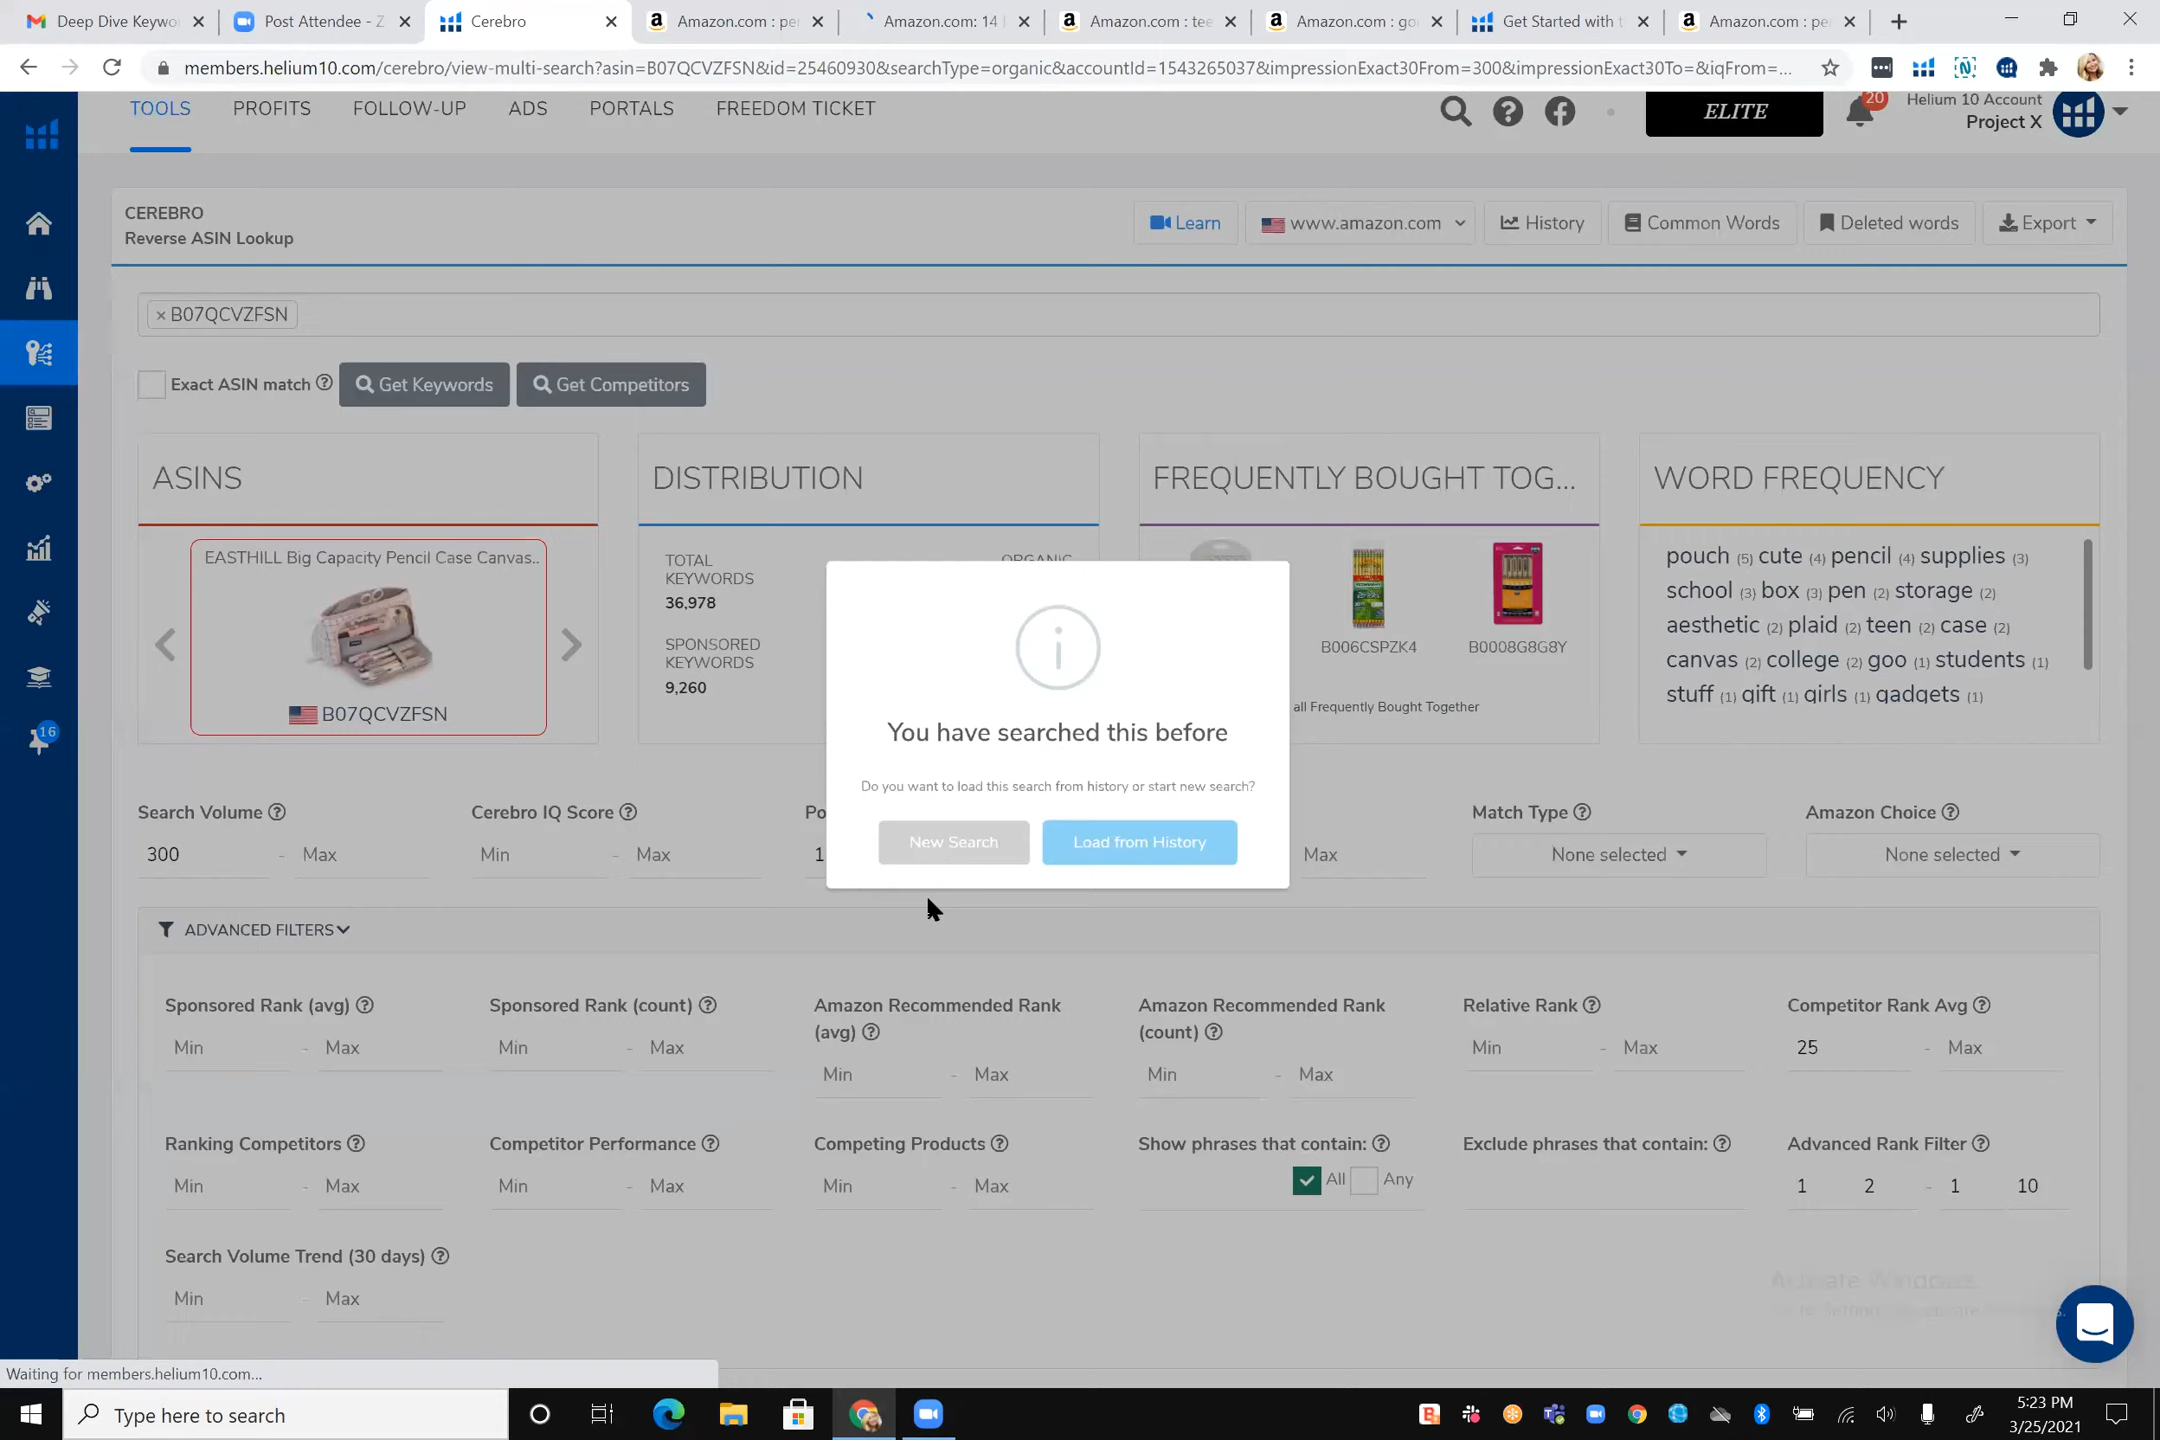 Deep Dive Keywo
Post Attendee - Z
Cerebro
Amazon.com : pe
Amazon.com: 14
Amazon.com : tee
Amazon.com : go
Get Started with t
Amazon.com : pe
members.helium10.com/cerebro/view-multi-search?asin=B07QCVZFSN&id=25460930&searchType=organic&accountId=1543265037&impressionExact30From=300&impressionExact30To=&iqFrom=...
TOOLS PROFITS FOLLOW-UP ADS PORTALS FREEDOM TICKET
ELITE
20
Helium 10 Account
Project X
CEREBRO
Reverse ASIN Lookup
Learn
www.amazon.com
History
Common Words
Deleted words
Export
× B07QCVZFSN
Exact ASIN match
Get Keywords
Get Competitors
ASINS
DISTRIBUTION
FREQUENTLY BOUGHT TOG...
WORD FREQUENCY
EASTHILL Big Capacity Pencil Case Canvas..
B07QCVZFSN
TOTAL
KEYWORDS
36,978
ORGANIC
SPONSORED
KEYWORDS
9,260
B006CSPZK4
B0008G8G8Y
all Frequently Bought Together
pouch (5) cute (4) pencil (4) supplies (3)
school (3) box (3) pen (2) storage (2)
aesthetic (2) plaid (2) teen (2) case (2)
canvas (2) college (2) goo (1) students (1)
stuff (1) gift (1) girls (1) gadgets (1)
You have searched this before
Do you want to load this search from history or start new search?
New Search
Load from History
16
Search Volume
300 - Max
Cerebro IQ Score
Min - Max
Po
1
Max
Match Type
None selected
Amazon Choice
None selected
ADVANCED FILTERS
Sponsored Rank (avg)
Min - Max
Sponsored Rank (count)
Min - Max
Amazon Recommended Rank
(avg)
Min - Max
Amazon Recommended Rank
(count)
Min - Max
Relative Rank
Min - Max
Competitor Rank Avg
25 - Max
Ranking Competitors
Min - Max
Competitor Performance
Min - Max
Competing Products
Min - Max
Show phrases that contain:
All Any
Exclude phrases that contain:
Advanced Rank Filter
1 2 - 1 10
Search Volume Trend (30 days)
Min - Max
Activate Windows
Waiting for members.helium10.com...
Type here to search
5:23 PM
3/25/2021